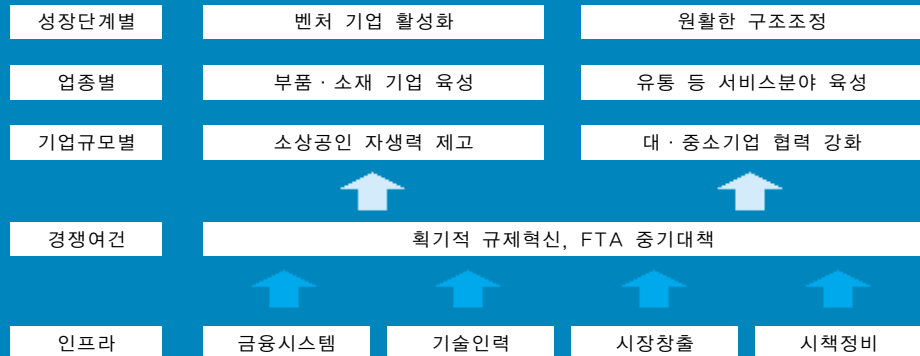 성장단계별 벤처 기업 활성화 원활한 구조조정
업종별 부품·소재 기업 육성 유통 등 서비스분야 육성
기업규모별 소상공인 자생력 제고 대·중소기업 협력 강화
경쟁여건 획기적 규제혁신, FTA 중기대책
인프라 금융시스템 기술인력 시장창출 시책정비